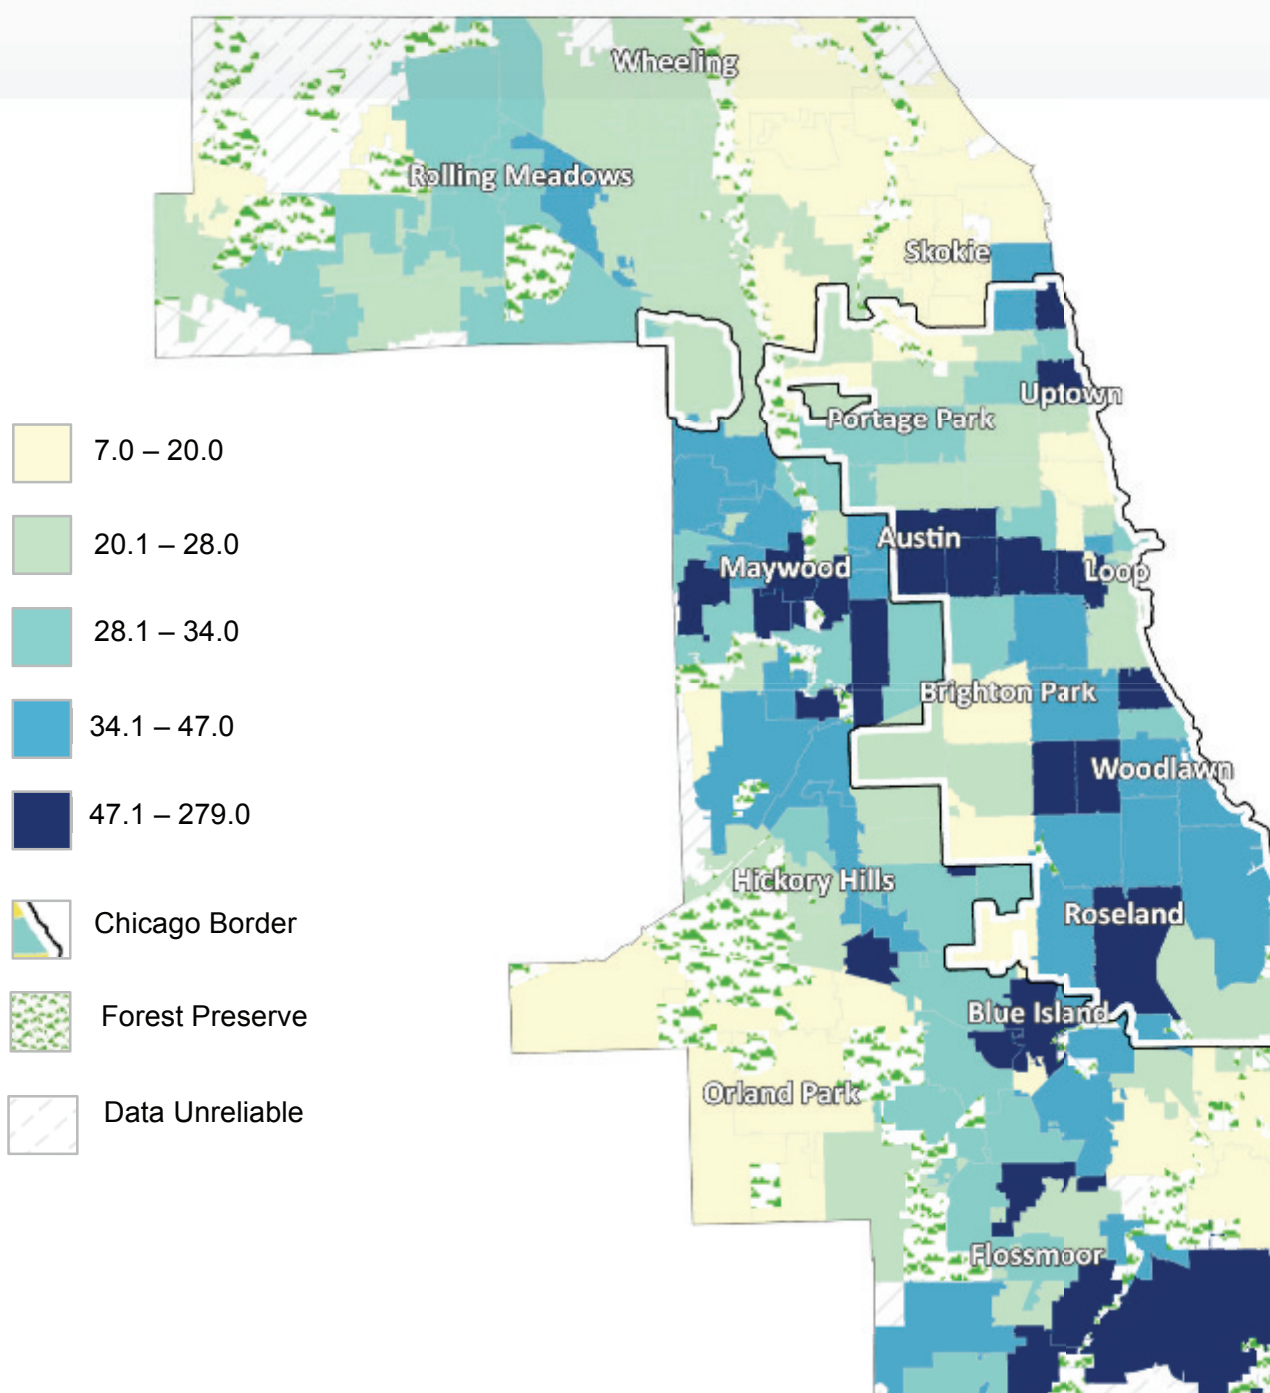 Wheeling
Rolling Meadows
Skokie
Uptown
Portage Park
7.0 – 20.0
20.1 – 28.0
28.1 – 34.0
34.1 – 47.0
47.1 – 279.0
Chicago Border
Forest Preserve
Data Unreliable
Austin
Maywood
Loop
Brighton Park
Woodlawn
Hickory Hills
Roseland
Blue Island
Orland Park
Flossmoor